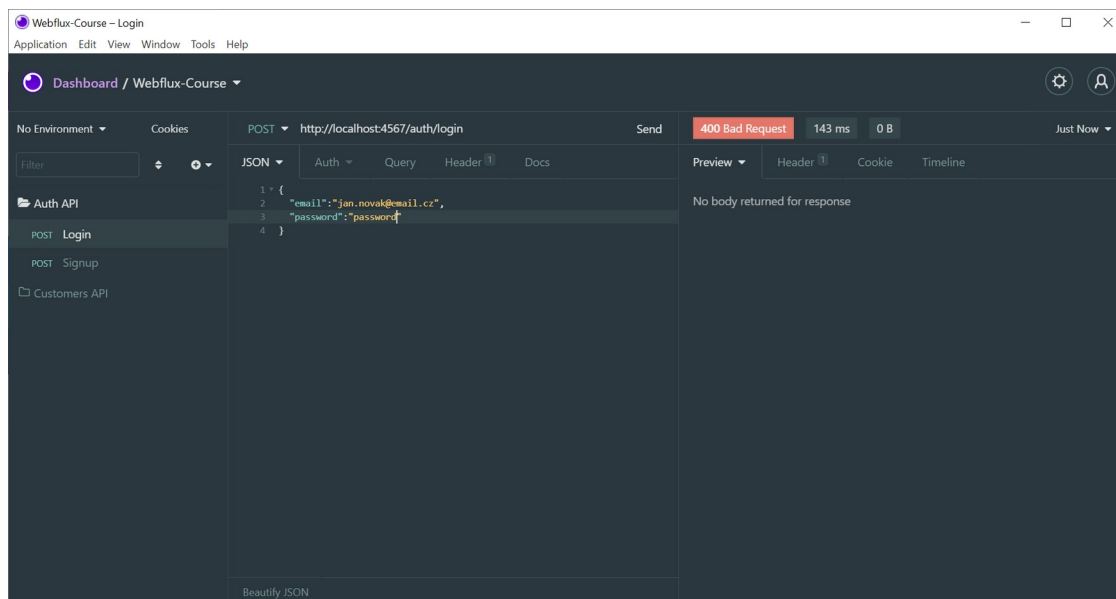 Webflux-Course – Login
Application Edit View Window Tools Help
Dashboard / Webflux-Course
No Environment Cookies
POST http://localhost:4567/auth/login Send
400 Bad Request 143 ms 0 B Just Now
Filter
JSON Auth Query Header 1 Docs
Preview Header 1 Cookie Timeline
1 {
2 "email":"jan.novak@email.cz",
3 "password":"password"
4 }
No body returned for response
Auth API
POST Login
POST Signup
Customers API
Beautify JSON